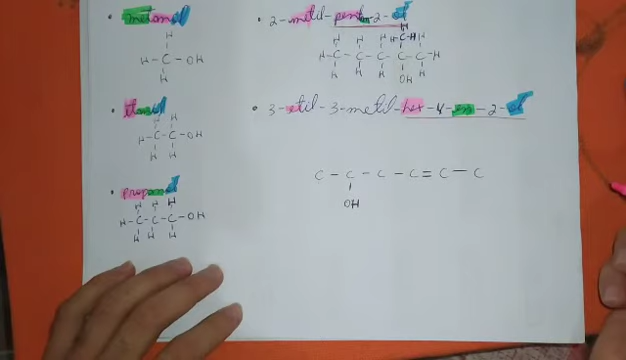 • metanol
H
H-C-OH
H
• etanol
H H
H-C-C-OH
H H
• propanol
H H H
H-C-C-C-OH
H H H
• 2-metil-pent-2-ol
H
H H H H-C-H H
H-C-C-C-C-C-H
H H H OH H
• 3-etil-3-metil-hex-4-en-2-ol
C-C-C-C=C-C
OH